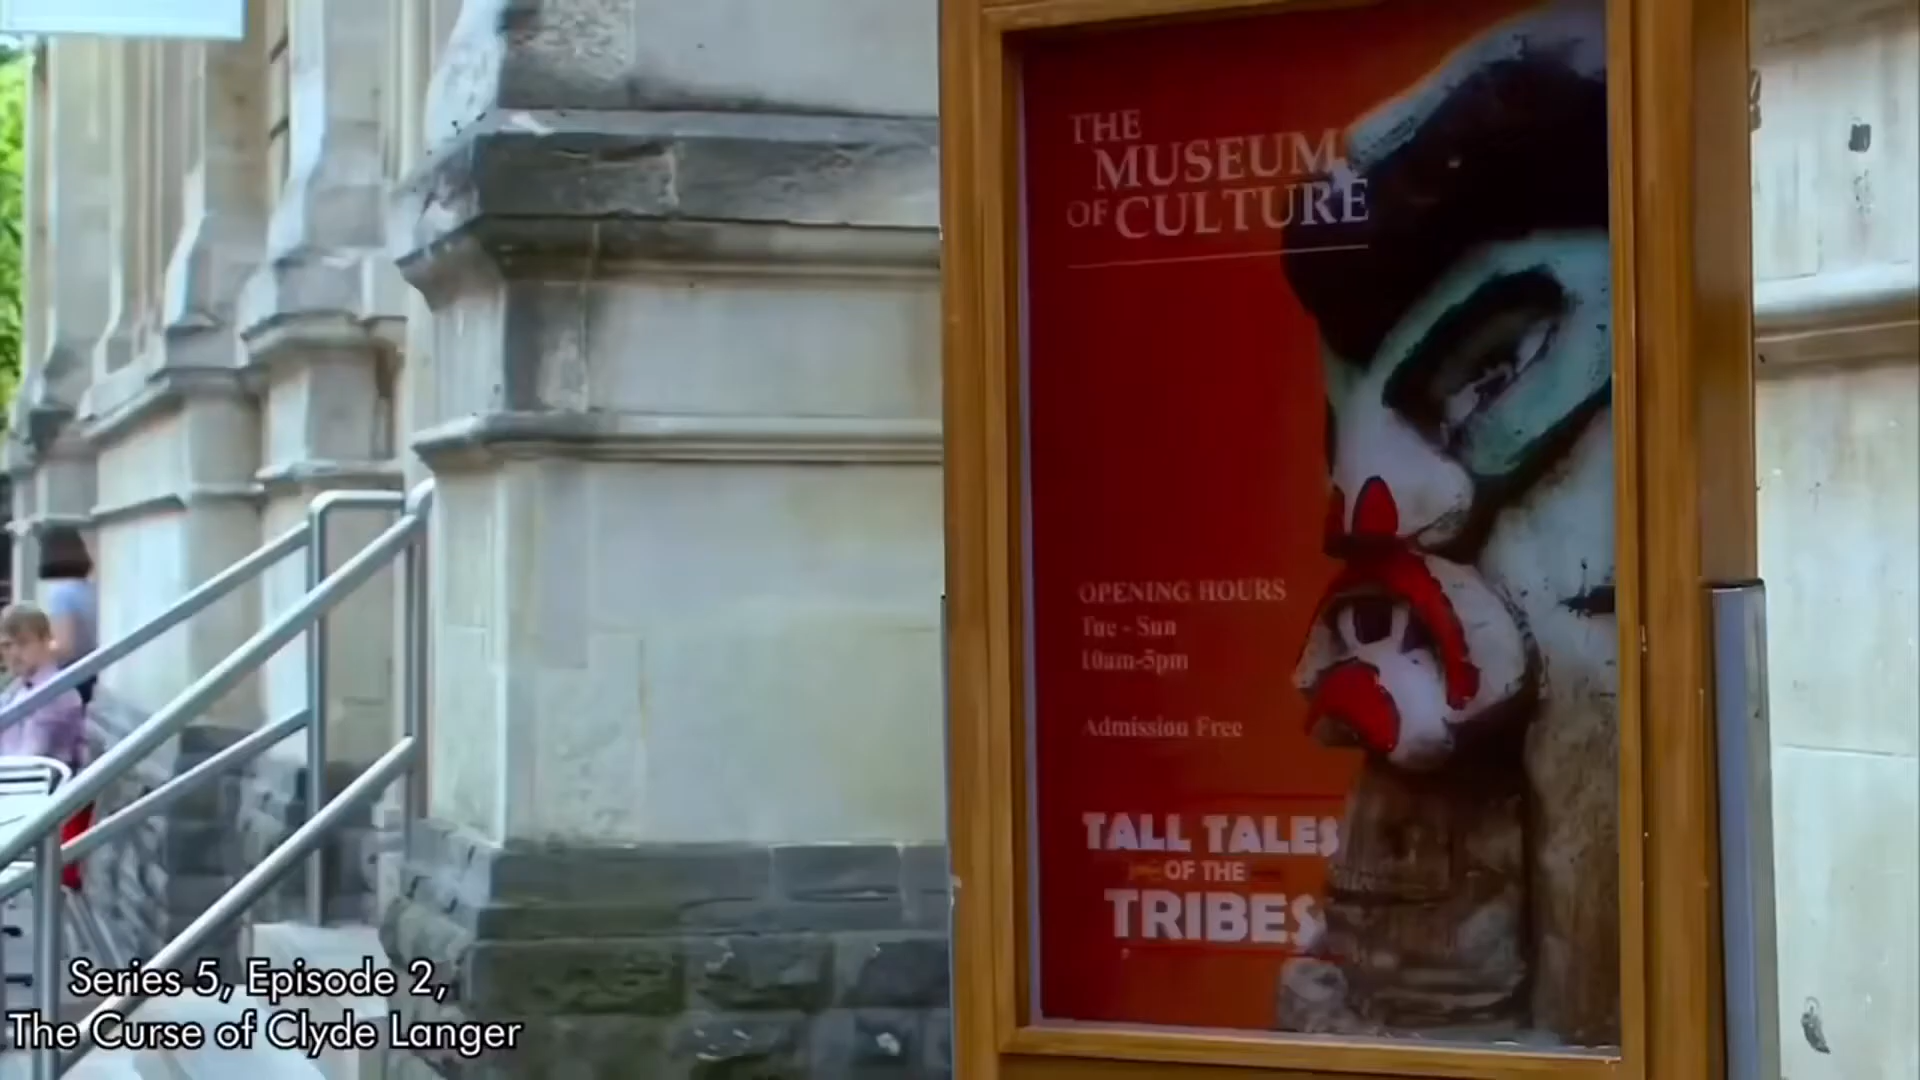 THE
MUSEUM
OF CULTURE
OPENING HOURS
Tue - Sun
10am-5pm
Admission Free
TALL TALES
OF THE
TRIBES
Series 5, Episode 2,
The Curse of Clyde Langer